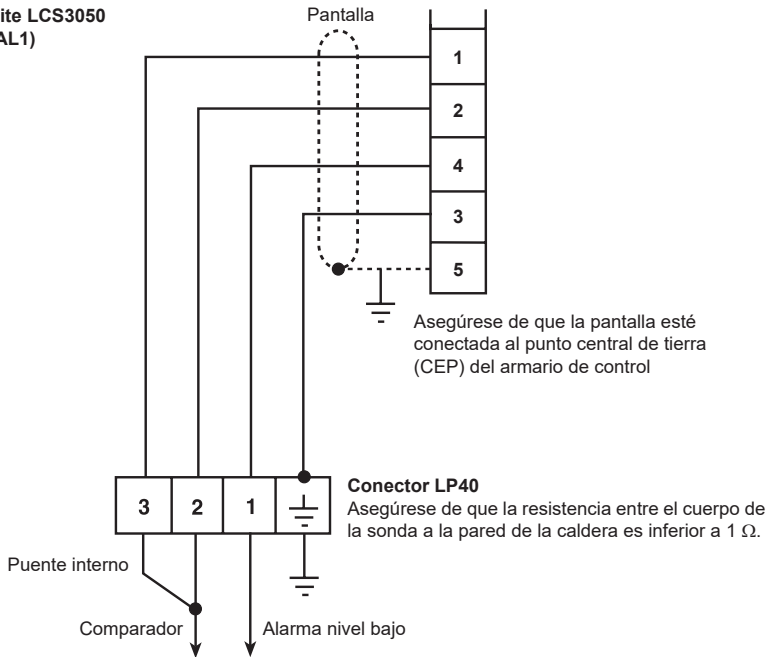 ite LCS3050
AL1)
Pantalla
1
2
4
3
5
Asegúrese de que la pantalla esté
conectada al punto central de tierra
(CEP) del armario de control
3 2 1
Conector LP40
Asegúrese de que la resistencia entre el cuerpo de
la sonda a la pared de la caldera es inferior a 1 Ω.
Puente interno
Comparador
Alarma nivel bajo